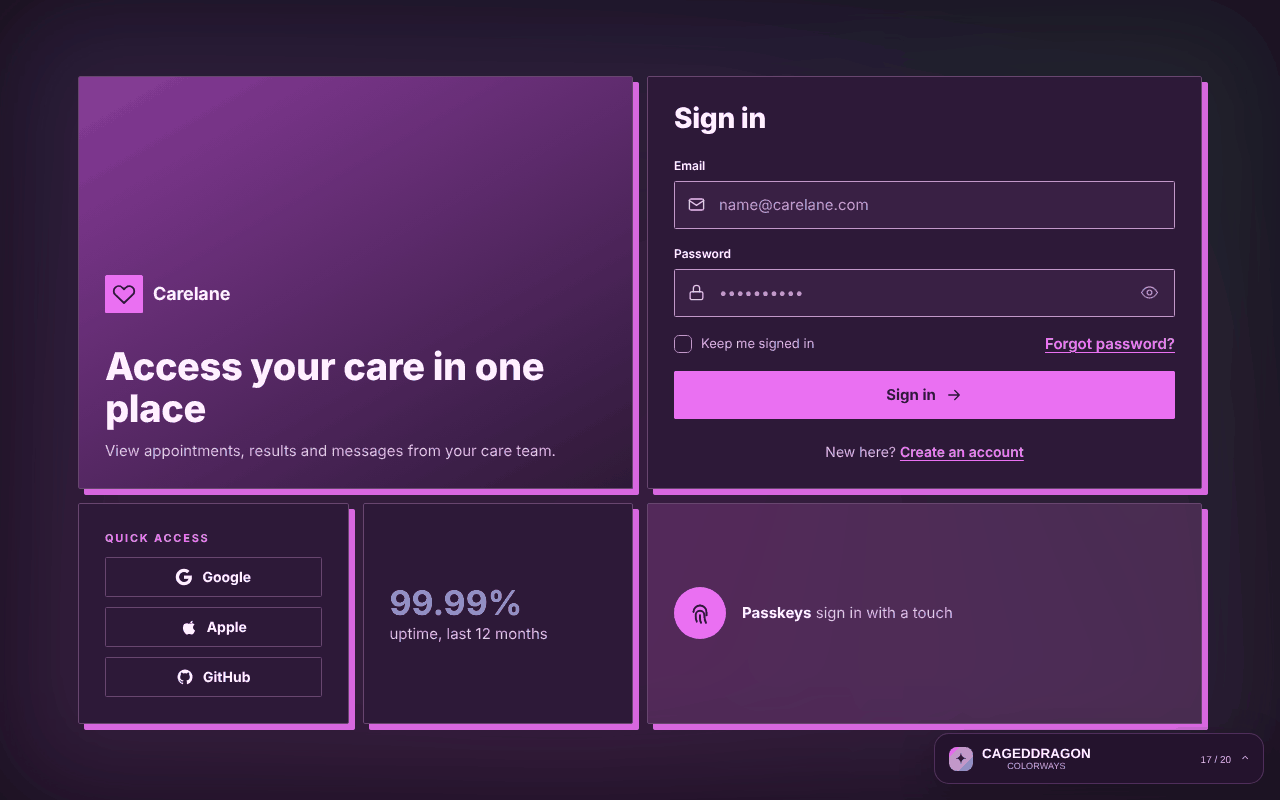 Carelane
Access your care in one
place
View appointments, results and messages from your care team.
Sign in
Email
name@carelane.com
Password
••••••••••
Keep me signed in
Forgot password?
Sign in →
New here? Create an account
QUICK ACCESS
Google
Apple
GitHub
99.99%
uptime, last 12 months
Passkeys sign in with a touch
CAGEDDRAGON
COLORWAYS
17 / 20